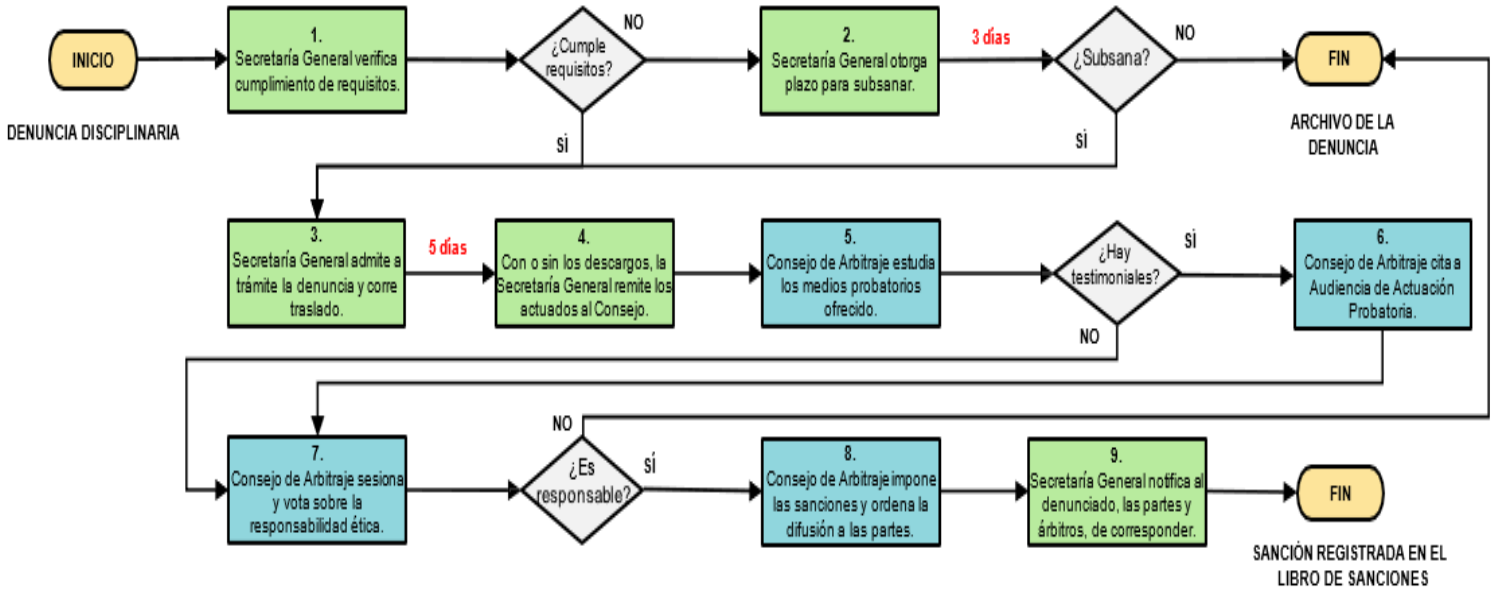 INICIO
DENUNCIA DISCIPLINARIA
1.
Secretaría General verifica
cumplimiento de requisitos.
¿Cumple
requisitos?
NO
SÌ
2.
Secretaría General otorga
plazo para subsanar.
3 días
¿Subsana?
NO
SÌ
FIN
ARCHIVO DE LA
DENUNCIA
3.
Secretaría General admite a
trámite la denuncia y corre
traslado.
5 días
4.
Con o sin los descargos, la
Secretaría General remite los
actuados al Consejo.
5.
Consejo de Arbitraje estudia
los medios probatorios
ofrecido.
¿Hay
testimoniales?
SÌ
NO
6.
Consejo de Arbitraje cita a
Audiencia de Actuación
Probatoria.
7.
Consejo de Arbitraje sesiona
y vota sobre la
responsabilidad ética.
NO
¿Es
responsable?
SÍ
8.
Consejo de Arbitraje impone
las sanciones y ordena la
difusión a las partes.
9.
Secretaría General notifica al
denunciado, las partes y
árbitros, de corresponder.
FIN
SANCIÓN REGISTRADA EN EL
LIBRO DE SANCIONES